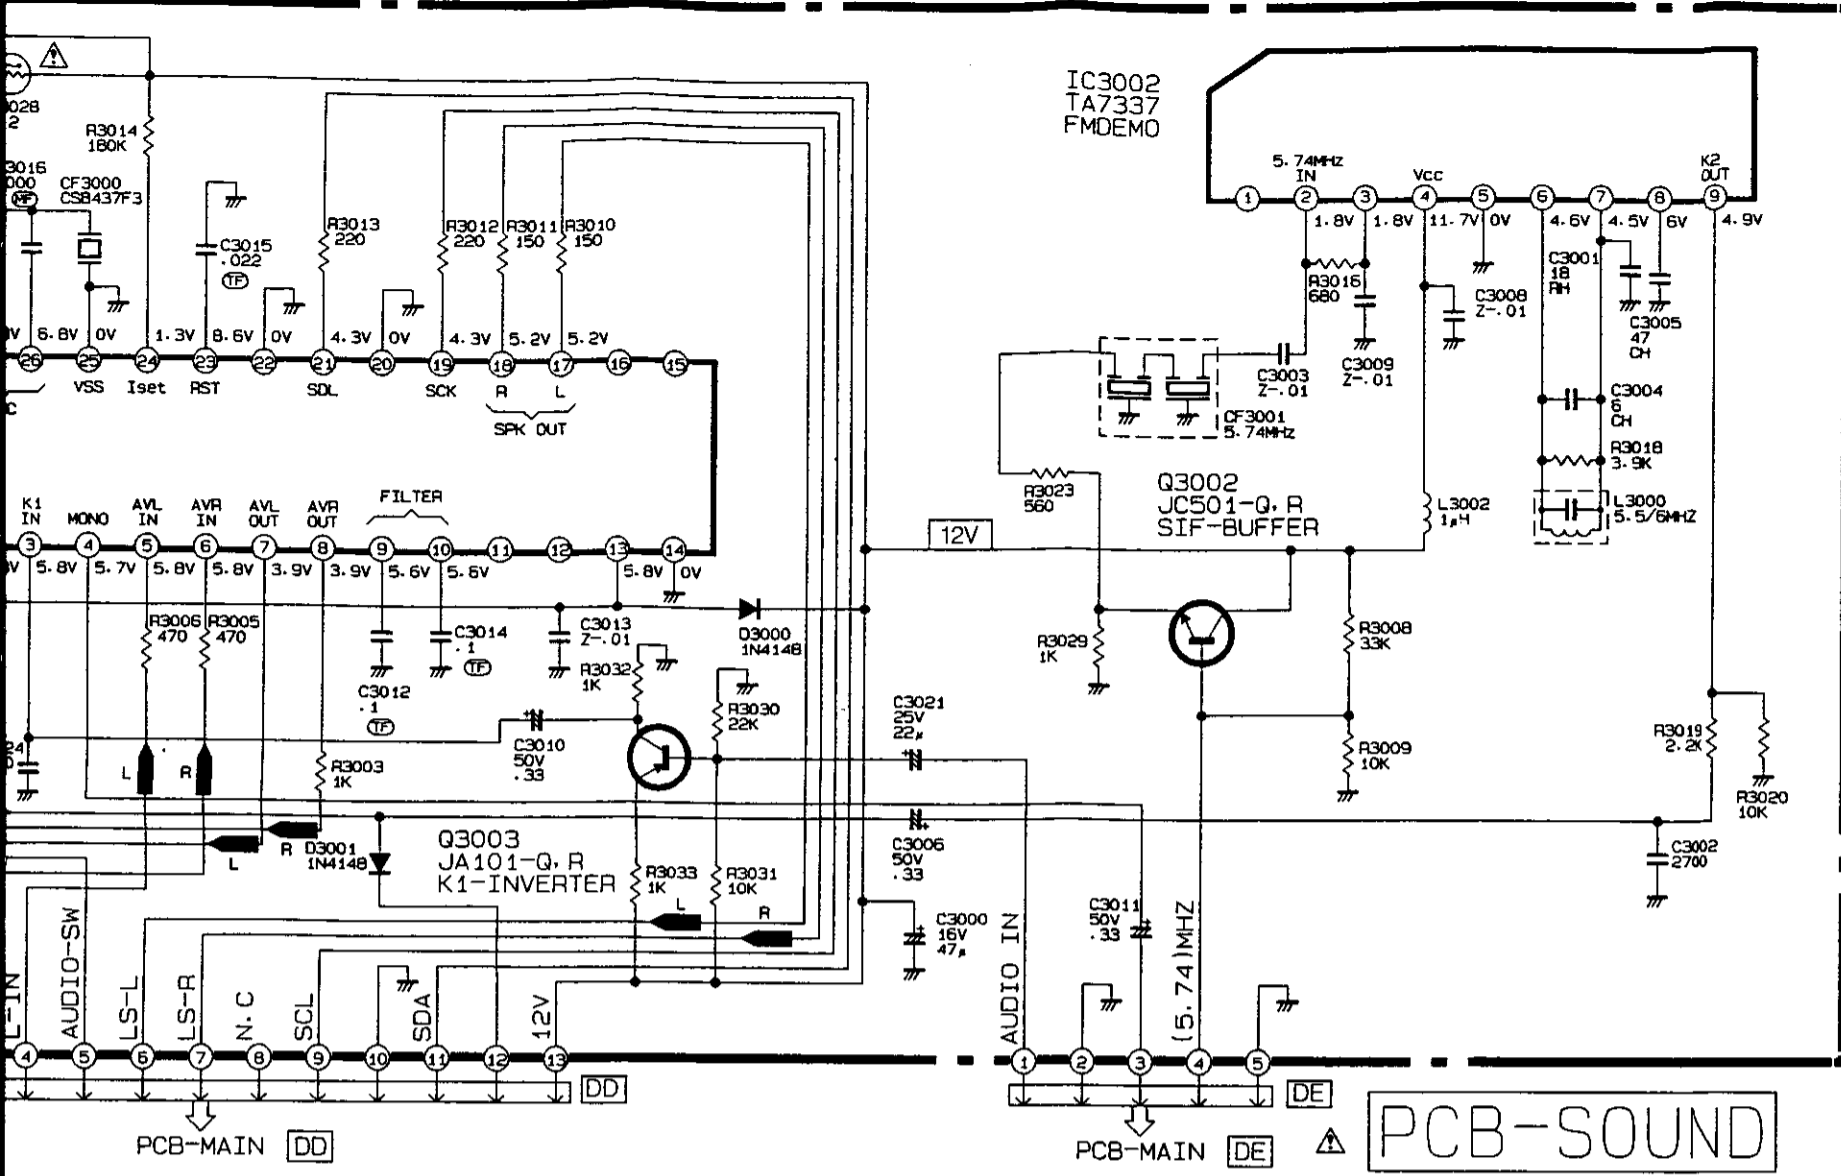 028
2
R3014
180K
3016
000
MF
CF3000
CSB437F3
C3015
.022
TF
R3013
220
R3012
220
R3011
150
R3010
150
6.8V
0V
1.3V
8.6V
0V
4.3V
0V
4.3V
5.2V
5.2V
26
25
24
23
22
21
20
19
18
17
16
15
VSS
Iset
RST
SDL
SCK
R
L
SPK OUT
C
K1
IN
MONO
AVL
IN
AVR
IN
AVL
OUT
AVR
OUT
FILTER
3
4
5
6
7
8
9
10
11
12
13
14
5.8V
5.7V
5.8V
5.8V
3.9V
3.9V
5.6V
5.6V
5.8V
0V
R3006
470
R3005
470
C3012
.1
TF
C3014
.1
TF
C3013
Z-.01
R3032
1K
D3000
1N4148
R3030
22K
C3010
50V
.33
R3003
1K
24
L
R
L
R
D3001
1N4148
Q3003
JA101-Q,R
K1-INVERTER
R3033
1K
R3031
10K
L
R
IC3002
TA7337
FMDEMO
5.74MHZ
IN
Vcc
K2
OUT
1
2
3
4
5
6
7
8
9
1.8V
1.8V
11.7V
0V
4.6V
4.5V
6V
4.9V
R3016
680
C3009
Z-.01
C3003
Z-.01
CF3001
5.74MHz
C3008
Z-.01
C3001
18
RH
C3005
47
CH
C3004
6
CH
R3018
3.9K
L3000
5.5/6MHZ
L3002
1μH
R3023
560
Q3002
JC501-Q,R
SIF-BUFFER
12V
R3029
1K
R3008
33K
R3009
10K
C3021
25V
22μ
C3006
50V
.33
C3000
16V
47μ
C3011
50V
.33
R3019
2.2K
R3020
10K
C3002
2700
L-IN
AUDIO-SW
LS-L
LS-R
N.C
SCL
SDA
12V
4
5
6
7
8
9
10
11
12
13
DD
PCB-MAIN DD
AUDIO IN
(5.74)MHZ
1
2
3
4
5
DE
PCB-MAIN DE
PCB-SOUND